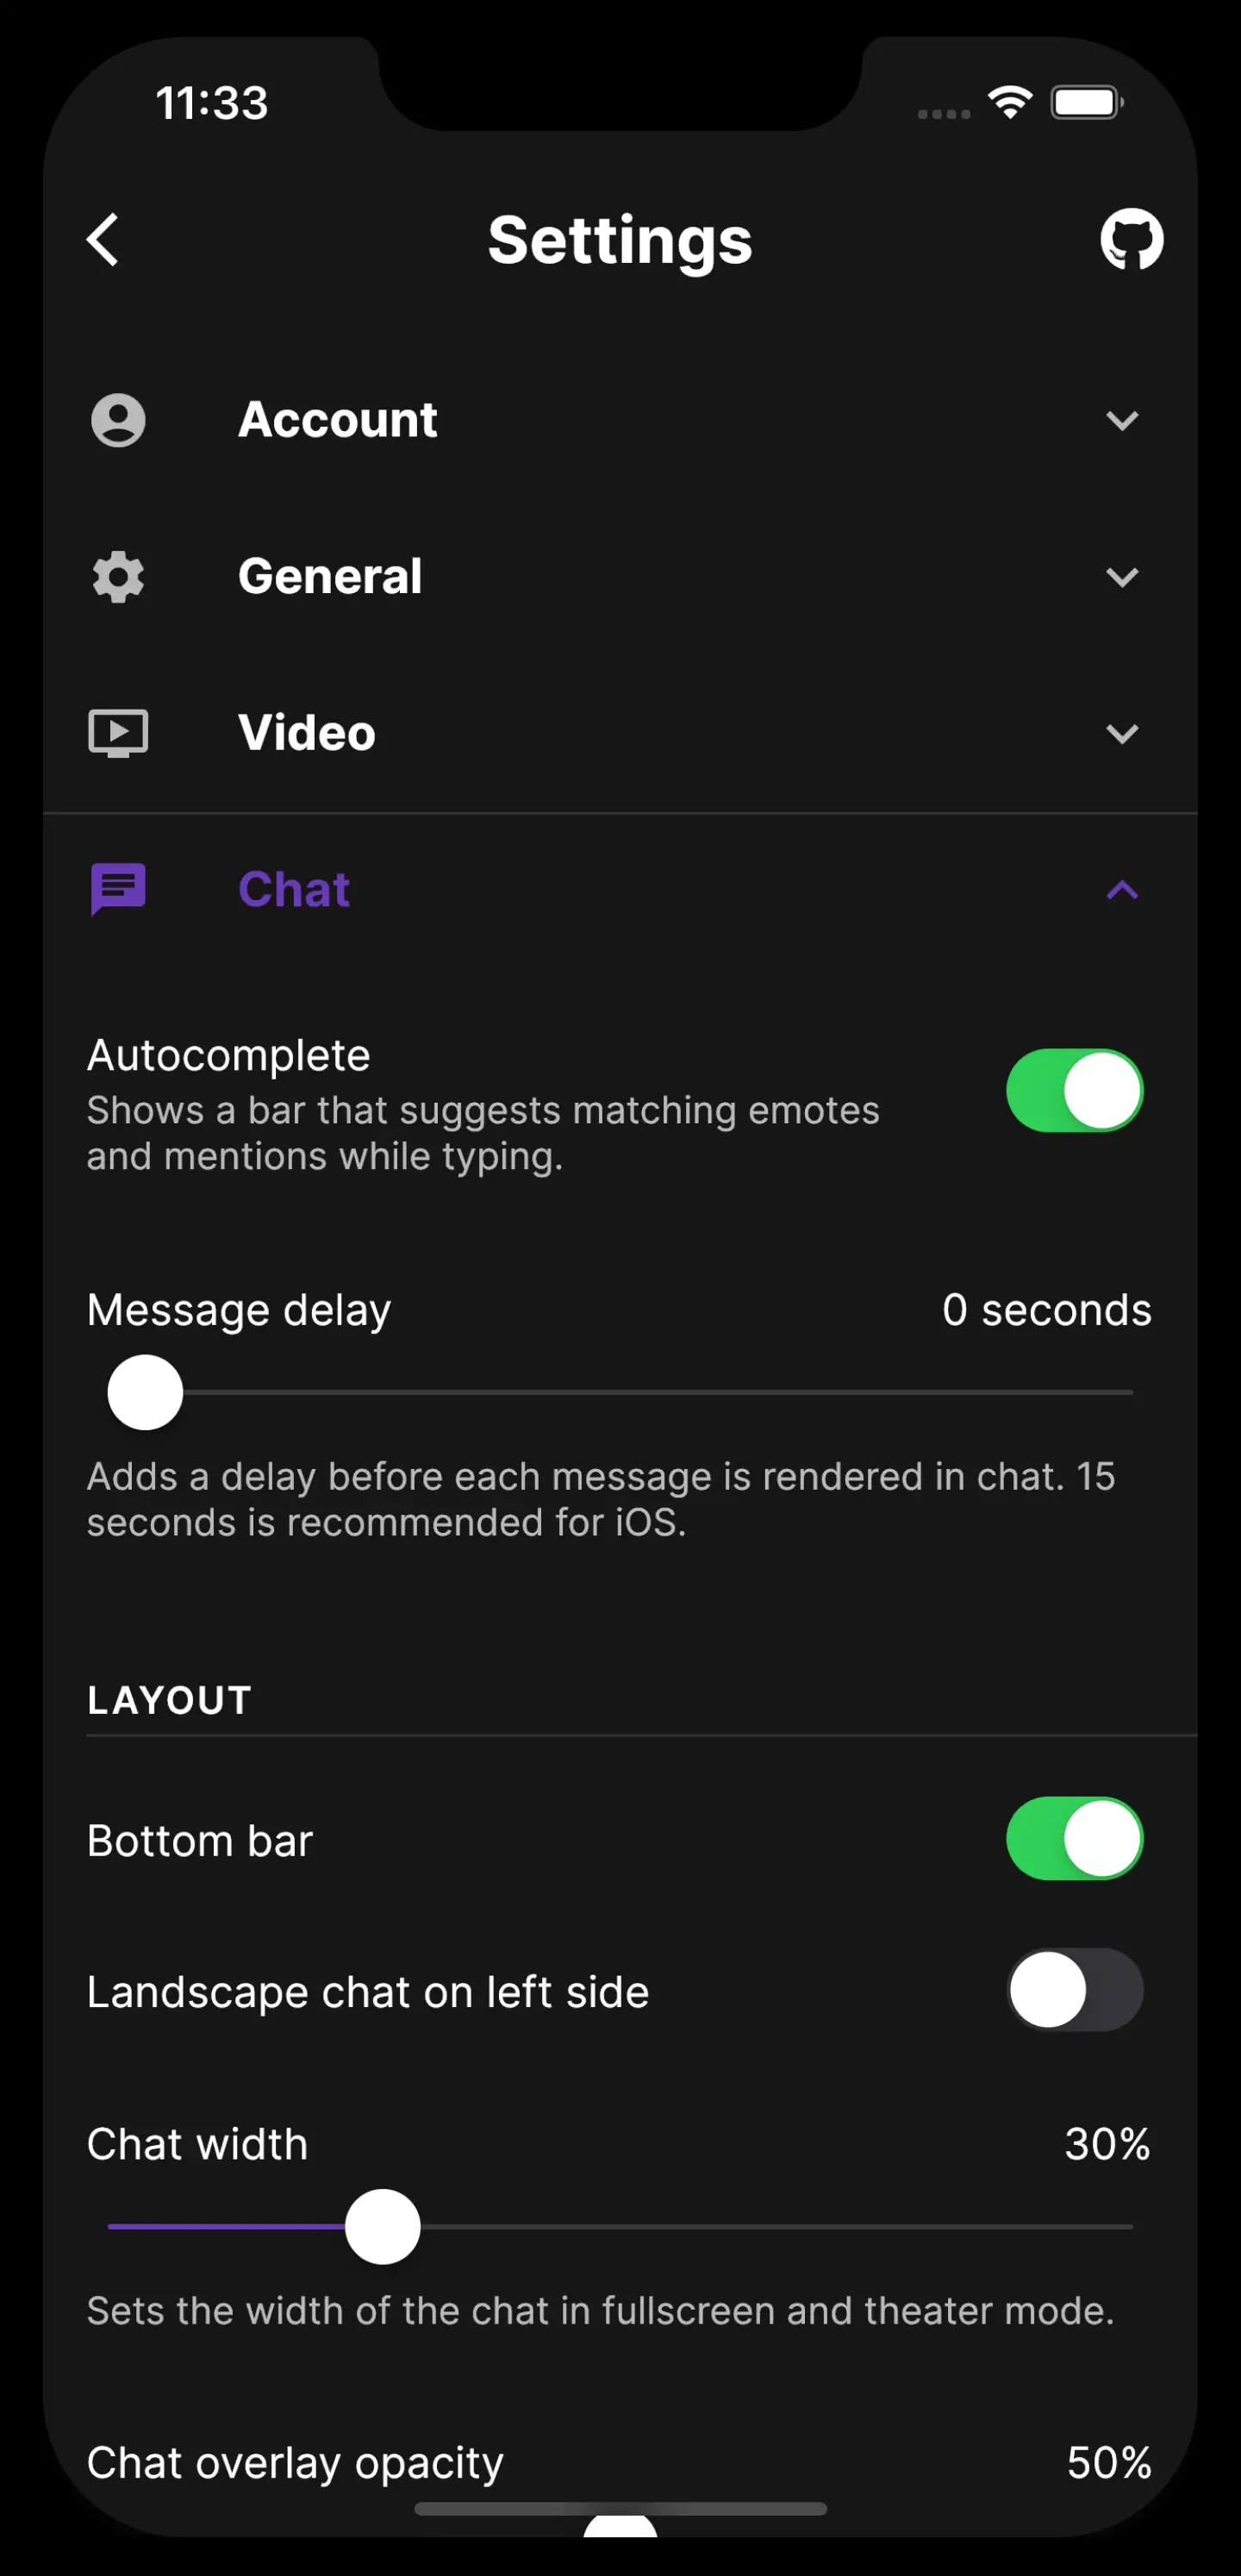 11:33
Settings
Account
General
Video
Chat
Autocomplete
Shows a bar that suggests matching emotes
and mentions while typing.
Message delay 0 seconds
Adds a delay before each message is rendered in chat. 15
seconds is recommended for iOS.
LAYOUT
Bottom bar
Landscape chat on left side
Chat width 30%
Sets the width of the chat in fullscreen and theater mode.
Chat overlay opacity 50%